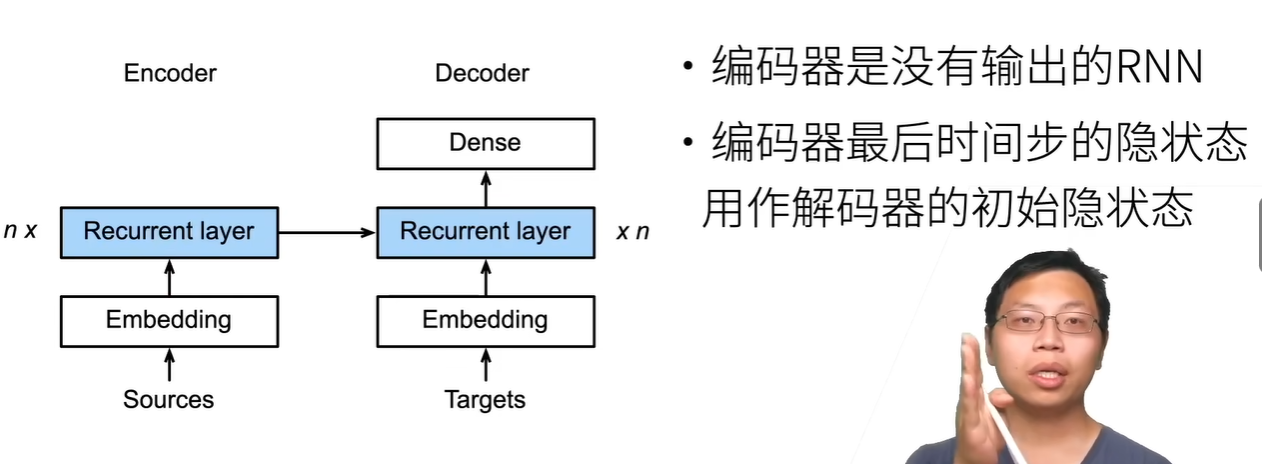 Encoder
Decoder
Dense
n x
Recurrent layer
Recurrent layer
x n
Embedding
Embedding
Sources
Targets
• 编码器是没有输出的RNN
• 编码器最后时间步的隐状态
用作解码器的初始隐状态